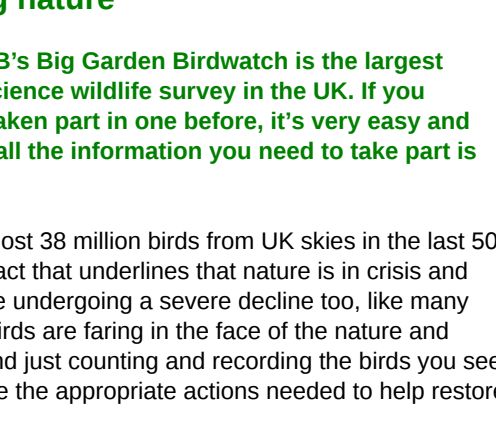 g nature
B's Big Garden Birdwatch is the largest
cience wildlife survey in the UK. If you
aken part in one before, it's very easy and
all the information you need to take part is
ost 38 million birds from UK skies in the last 50
act that underlines that nature is in crisis and
e undergoing a severe decline too, like many
irds are faring in the face of the nature and
nd just counting and recording the birds you see
e the appropriate actions needed to help restore